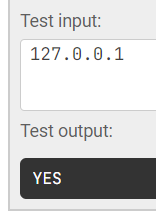 Test input:
127.0.0.1
Test output:
YES